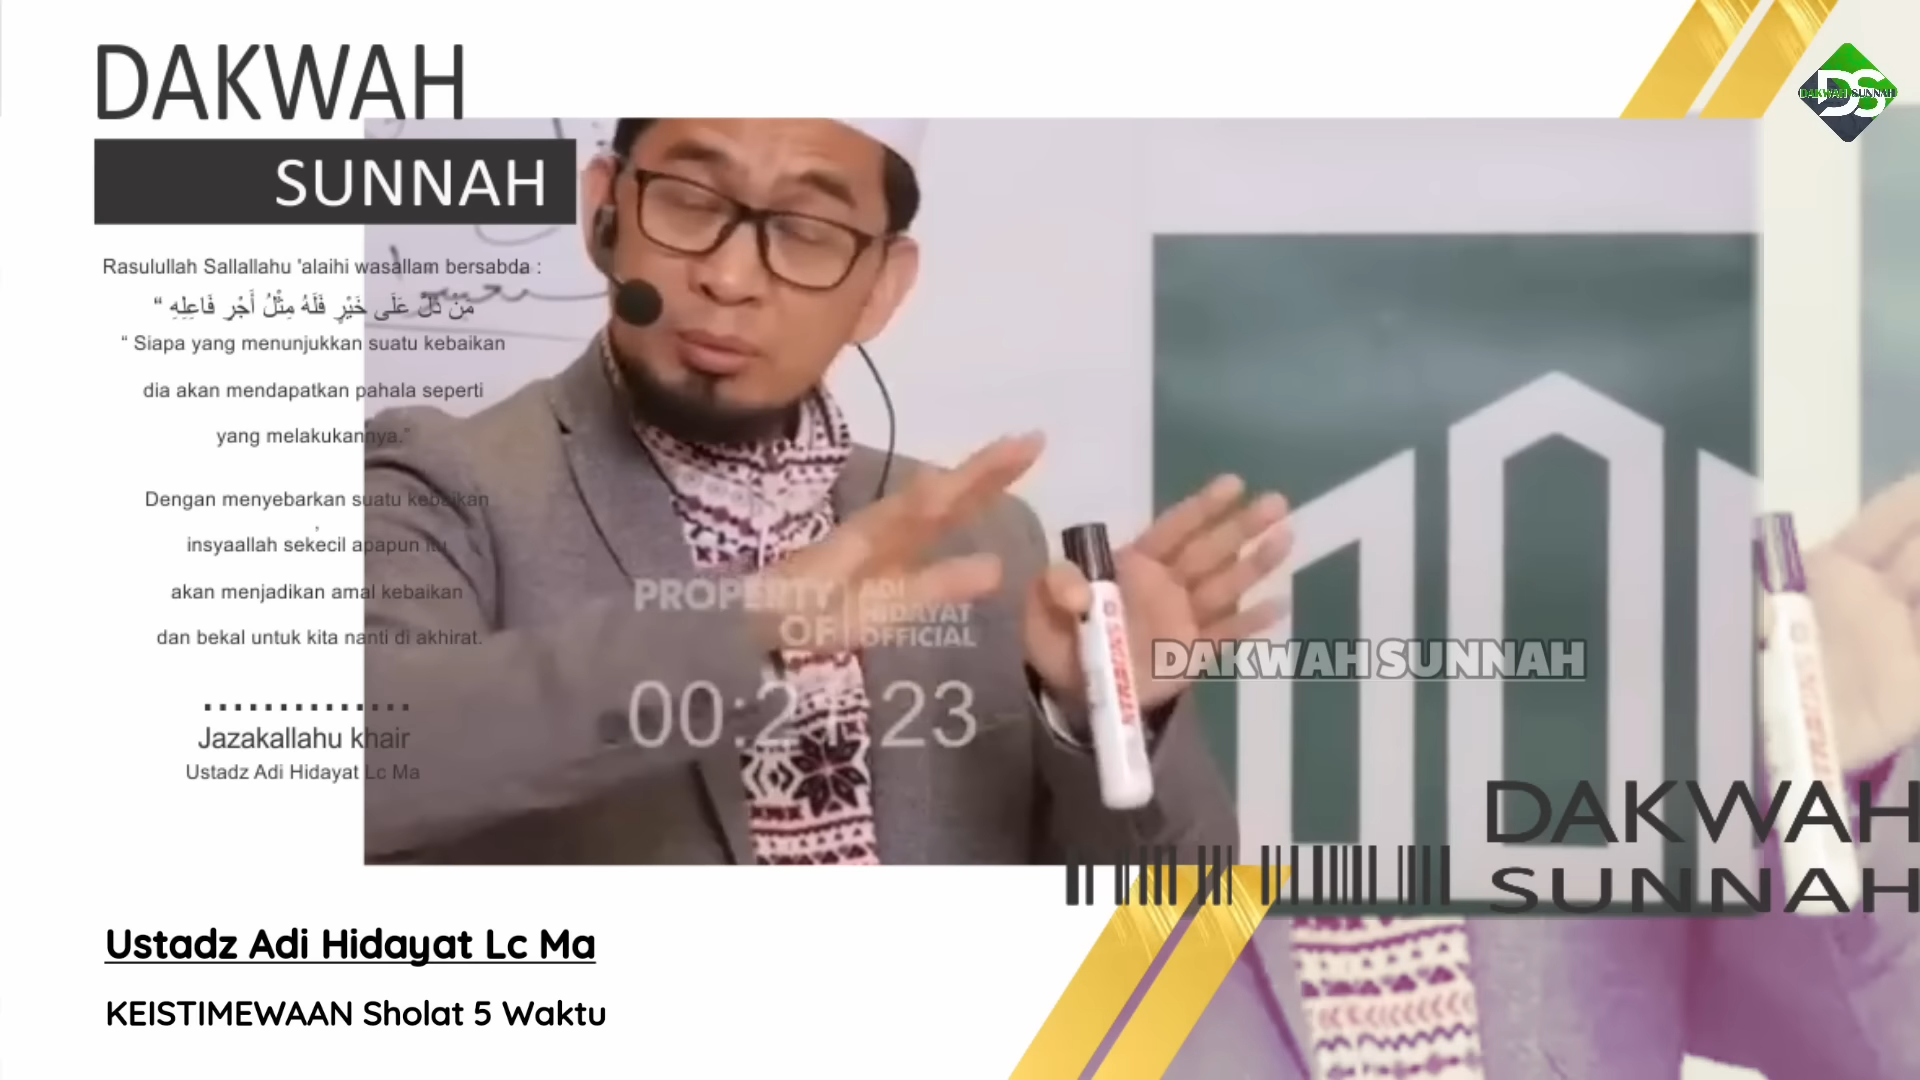 DAKWAH
SUNNAH
DAKWAH SUNNAH
Rasulullah Sallallahu 'alaihi wasallam bersabda :
“ مَنْ دَلَّ عَلَى خَيْرٍ فَلَهُ مِثْلُ أَجْرِ فَاعِلِهِ
“ Siapa yang menunjukkan suatu kebaikan
dia akan mendapatkan pahala seperti
yang melakukannya.”
Dengan menyebarkan suatu kebaikan
insyaallah sekecil apapun itu
akan menjadikan amal kebaikan
dan bekal untuk kita nanti di akhirat.
Jazakallahu khair
Ustadz Adi Hidayat Lc Ma
PROPERTY OF
ADI HIDAYAT OFFICIAL
00:21:23
DAKWAH SUNNAH
SNOWMAN
DAKWAH
SUNNAH
Ustadz Adi Hidayat Lc Ma
KEISTIMEWAAN Sholat 5 Waktu